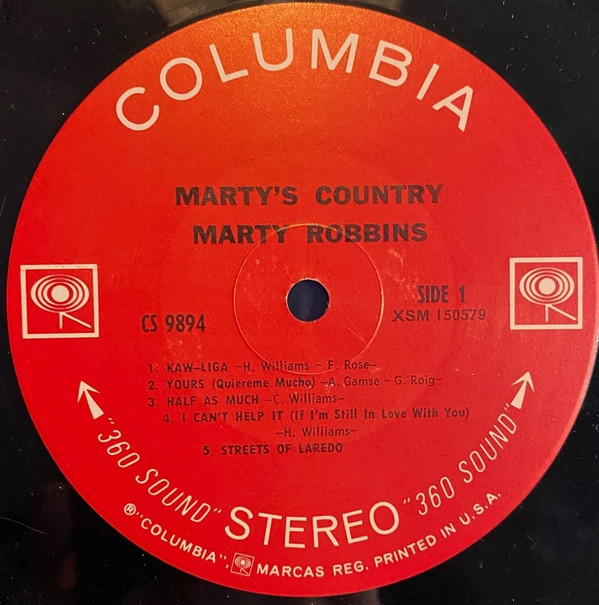 COLUMBIA
MARTY'S COUNTRY
MARTY ROBBINS
SIDE 1
CS 9894
XSM 150579
1. KAW-LIGA -H. Williams - F. Rose-
2. YOURS (Quiereme Mucho) -A. Gamse - G. Roig-
3. HALF AS MUCH -C. Williams-
4. I CAN'T HELP IT (If I'm Still In Love With You)
-H. Williams-
5. STREETS OF LAREDO
"360 SOUND" STEREO "360 SOUND"
® "COLUMBIA", MARCAS REG. PRINTED IN U.S.A.